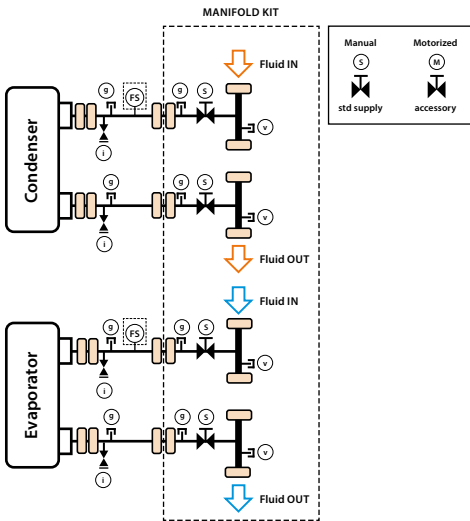 MANIFOLD KIT
Manual
Motorized
S
M
std supply
accessory
Fluid IN
g
FS
g
S
v
i
Condenser
g
g
S
v
i
Fluid OUT
Fluid IN
g
FS
g
S
v
i
Evaporator
g
g
S
v
i
Fluid OUT